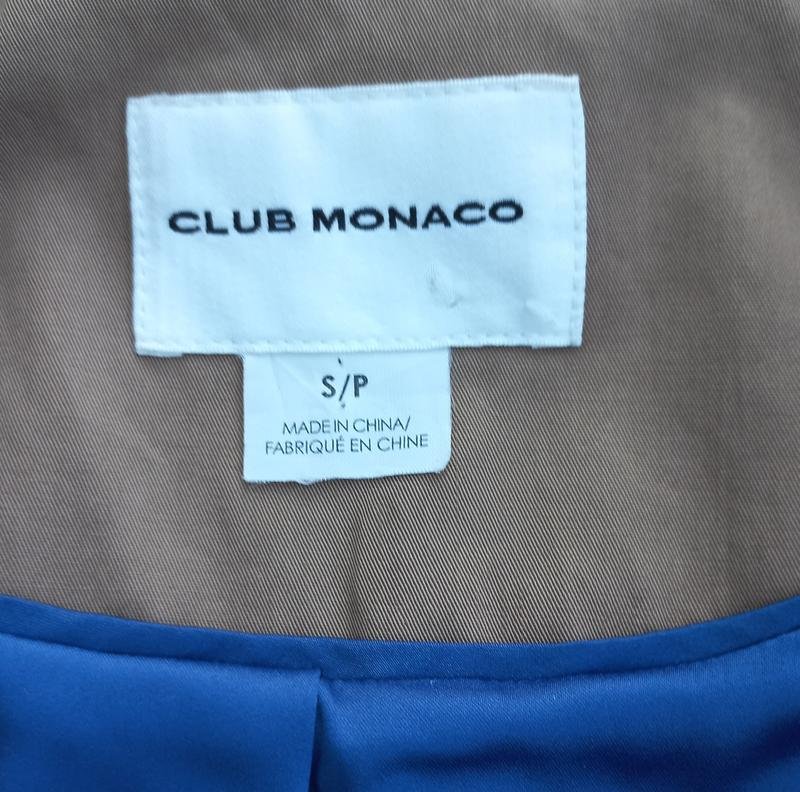 CLUB MONACO
S/P
MADE IN CHINA/
FABRIQUÉ EN CHINE